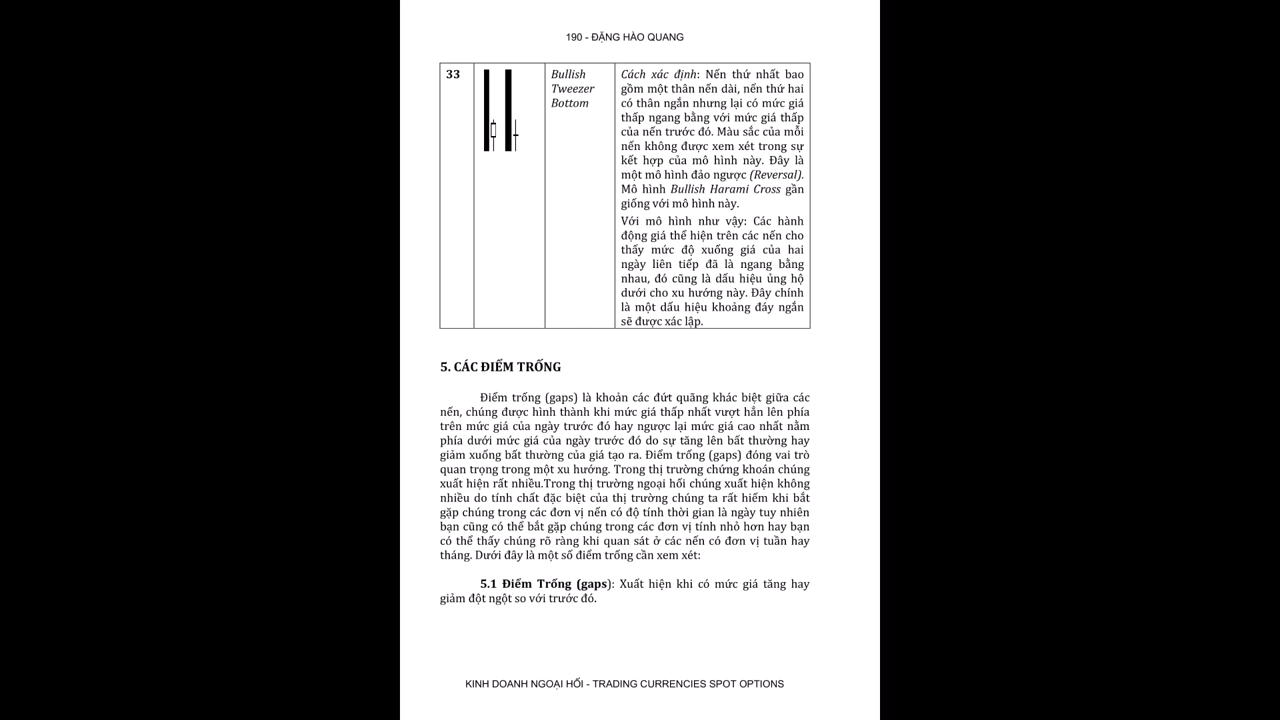 190 - ĐẶNG HÀO QUANG
33
Bullish
Tweezer
Bottom
Cách xác định: Nến thứ nhất bao
gồm một thân nến dài, nến thứ hai
có thân ngắn nhưng lại có mức giá
thấp ngang bằng với mức giá thấp
của nến trước đó. Màu sắc của mỗi
nến không được xem xét trong sự
kết hợp của mô hình này. Đây là
một mô hình đảo ngược (Reversal).
Mô hình Bullish Harami Cross gần
giống với mô hình này.
Với mô hình như vậy: Các hành
động giá thể hiện trên các nến cho
thấy mức độ xuống giá của hai
ngày liên tiếp đã là ngang bằng
nhau, đó cũng là dấu hiệu ủng hộ
dưới cho xu hướng này. Đây chính
là một dấu hiệu khoảng đáy ngắn
sẽ được xác lập.
5. CÁC ĐIỂM TRỐNG
Điểm trống (gaps) là khoản các đứt quãng khác biệt giữa các
nến, chúng được hình thành khi mức giá thấp nhất vượt hẳn lên phía
trên mức giá của ngày trước đó hay ngược lại mức giá cao nhất nằm
phía dưới mức giá của ngày trước đó do sự tăng lên bất thường hay
giảm xuống bất thường của giá tạo ra. Điểm trống (gaps) đóng vai trò
quan trọng trong một xu hướng. Trong thị trường chứng khoán chúng
xuất hiện rất nhiều.Trong thị trường ngoại hối chúng xuất hiện không
nhiều do tính chất đặc biệt của thị trường chúng ta rất hiếm khi bắt
gặp chúng trong các đơn vị nến có độ tính thời gian là ngày tuy nhiên
bạn cũng có thể bắt gặp chúng trong các đơn vị tính nhỏ hơn hay bạn
có thể thấy chúng rõ ràng khi quan sát ở các nến có đơn vị tuần hay
tháng. Dưới đây là một số điểm trống cần xem xét:
5.1 Điểm Trống (gaps): Xuất hiện khi có mức giá tăng hay
giảm đột ngột so với trước đó.
KINH DOANH NGOẠI HỐI - TRADING CURRENCIES SPOT OPTIONS